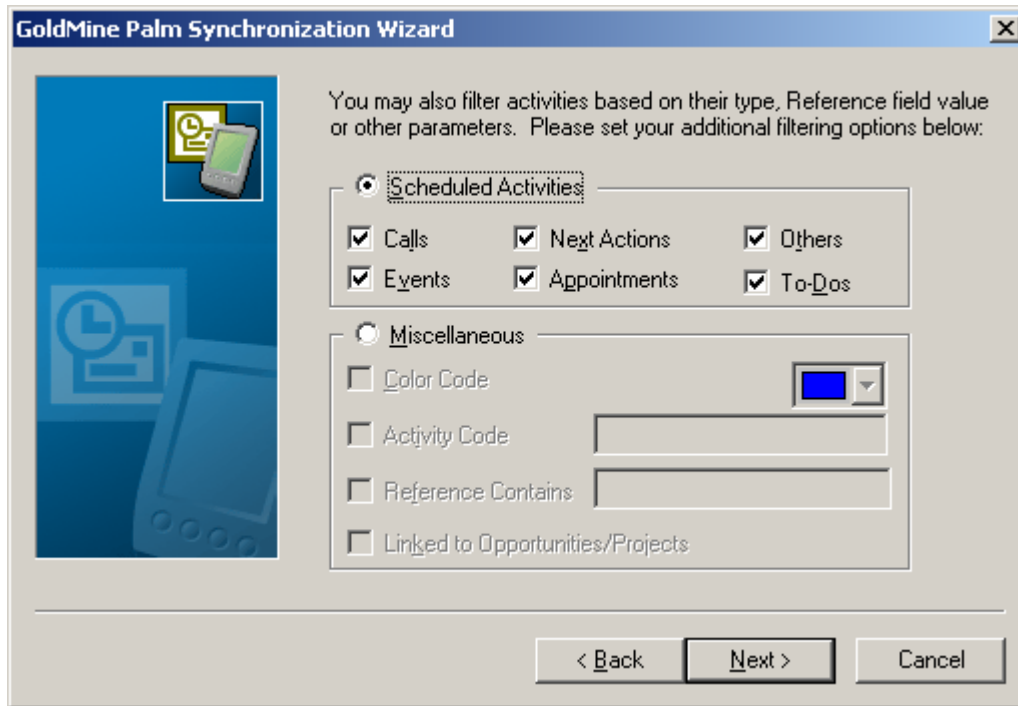 GoldMine Palm Synchronization Wizard
You may also filter activities based on their type, Reference field value
or other parameters. Please set your additional filtering options below:
Scheduled Activities
Calls Next Actions Others
Events Appointments To-Dos
Miscellaneous
Color Code
Activity Code
Reference Contains
Linked to Opportunities/Projects
< Back Next > Cancel